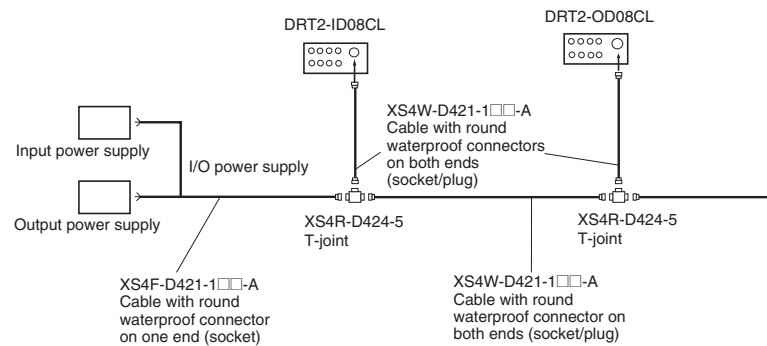 DRT2-ID08CL
DRT2-OD08CL
XS4W-D421-1□□-A
Cable with round
waterproof connectors
on both ends
(socket/plug)
Input power supply
I/O power supply
Output power supply
XS4R-D424-5
T-joint
XS4R-D424-5
T-joint
XS4F-D421-1□□-A
Cable with round
waterproof connector
on one end (socket)
XS4W-D421-1□□-A
Cable with round
waterproof connector on
both ends (socket/plug)